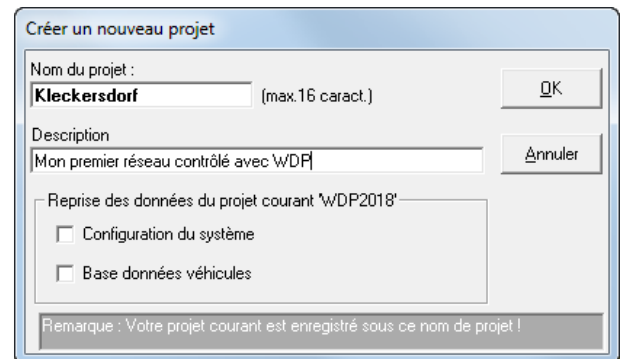 Créer un nouveau projet
Nom du projet :
Kleckersdorf (max.16 caract.) OK
Description
Mon premier réseau contrôlé avec WDP Annuler
Reprise des données du projet courant 'WDP2018'
Configuration du système
Base données véhicules
Remarque : Votre projet courant est enregistré sous ce nom de projet !